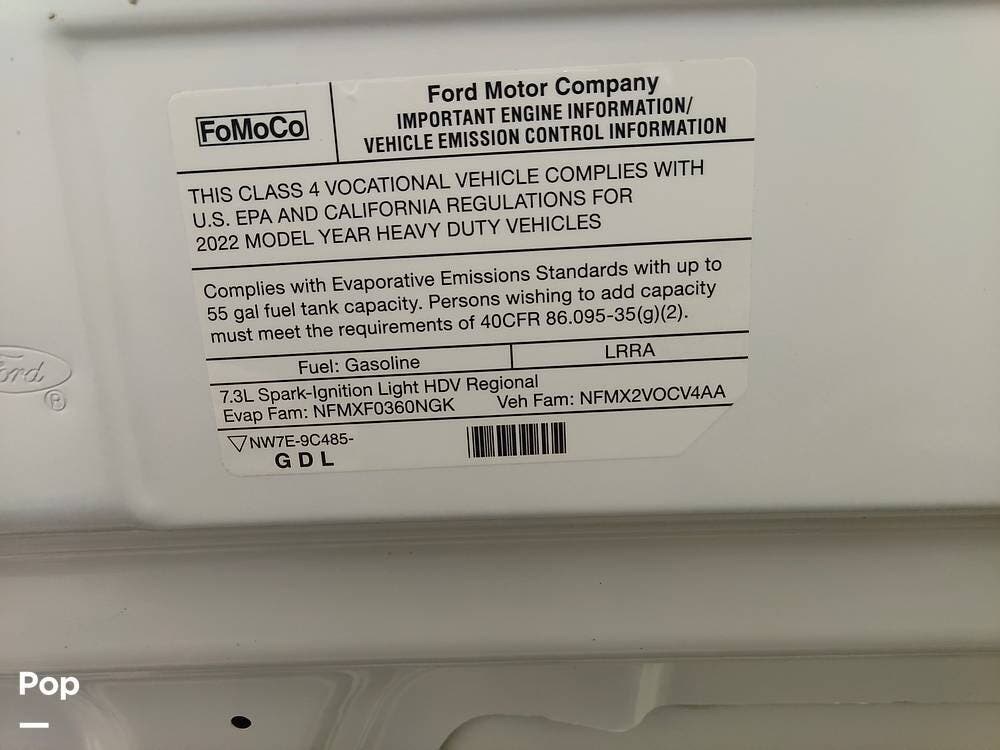 FoMoCo
Ford Motor Company
IMPORTANT ENGINE INFORMATION/
VEHICLE EMISSION CONTROL INFORMATION
THIS CLASS 4 VOCATIONAL VEHICLE COMPLIES WITH
U.S. EPA AND CALIFORNIA REGULATIONS FOR
2022 MODEL YEAR HEAVY DUTY VEHICLES
Complies with Evaporative Emissions Standards with up to
55 gal fuel tank capacity. Persons wishing to add capacity
must meet the requirements of 40CFR 86.095-35(g)(2).
Fuel: Gasoline
LRRA
7.3L Spark-Ignition Light HDV Regional
Evap Fam: NFMXF0360NGK
Veh Fam: NFMX2VOCV4AA
NW7E-9C485-
G D L
Ford
®
Pop